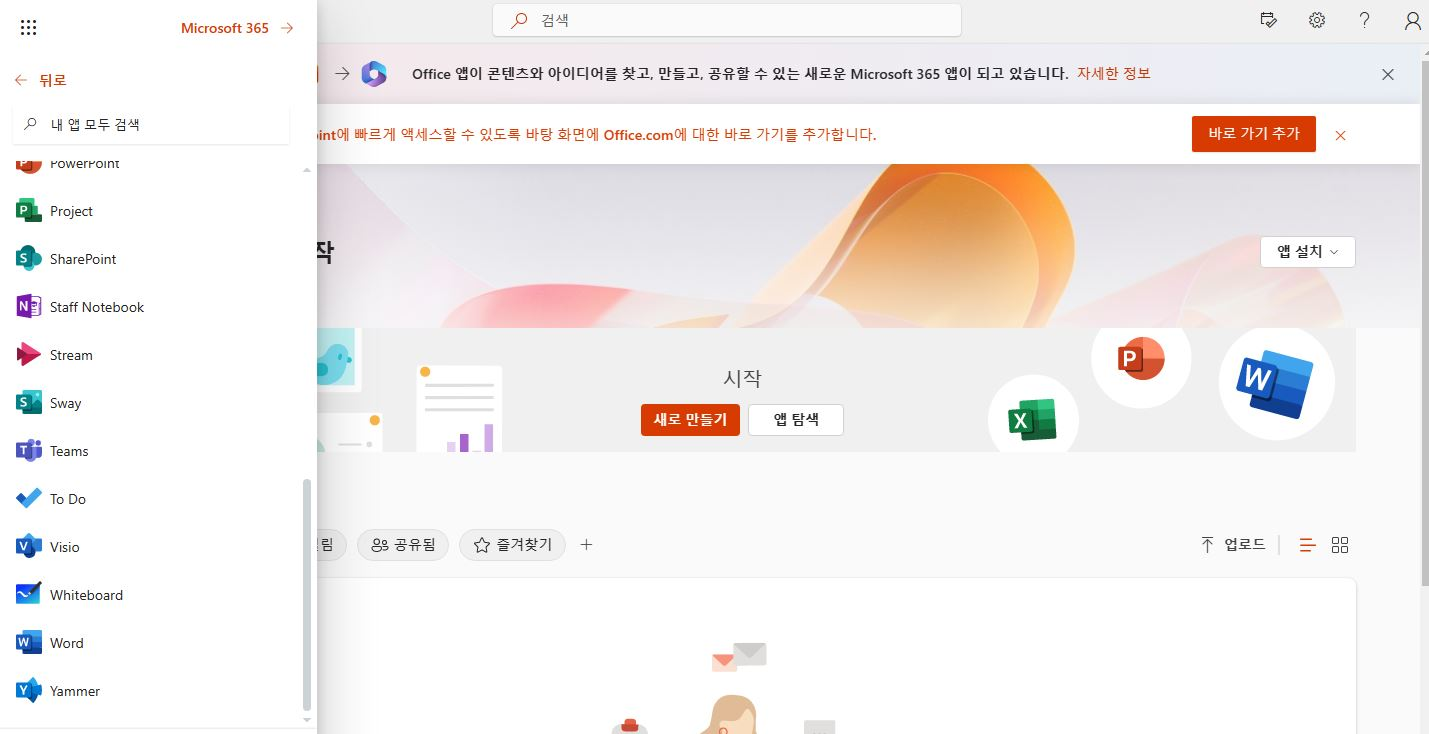 Microsoft 365
검색
뒤로
내 앱 모두 검색
PowerPoint
Project
SharePoint
Staff Notebook
Stream
Sway
Teams
To Do
Visio
Whiteboard
Word
Yammer
Office 앱이 콘텐츠와 아이디어를 찾고, 만들고, 공유할 수 있는 새로운 Microsoft 365 앱이 되고 있습니다. 자세한 정보
oint에 빠르게 액세스할 수 있도록 바탕 화면에 Office.com에 대한 바로 가기를 추가합니다.
바로 가기 추가
작
앱 설치
시작
새로 만들기
앱 탐색
림
공유됨
즐겨찾기
업로드